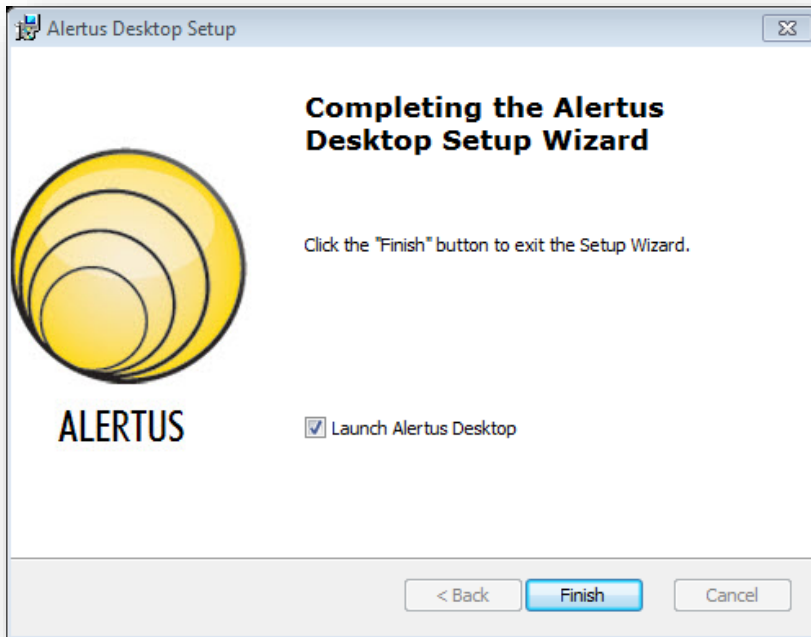 Alertus Desktop Setup
Completing the Alertus
Desktop Setup Wizard
Click the "Finish" button to exit the Setup Wizard.
ALERTUS
Launch Alertus Desktop
< Back
Finish
Cancel